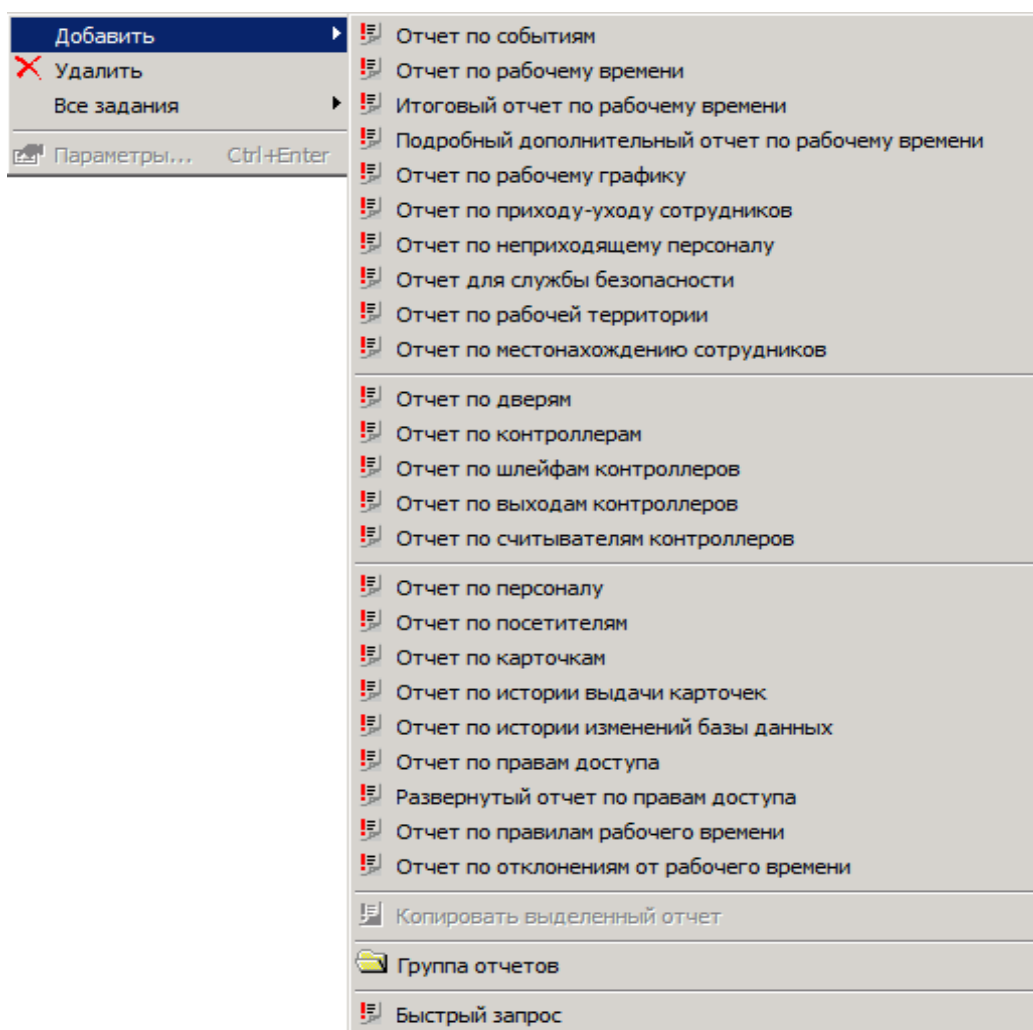 Добавить
Удалить
Все задания
Параметры... Ctrl+Enter
Отчет по событиям
Отчет по рабочему времени
Итоговый отчет по рабочему времени
Подробный дополнительный отчет по рабочему времени
Отчет по рабочему графику
Отчет по приходу-уходу сотрудников
Отчет по неприходящему персоналу
Отчет для службы безопасности
Отчет по рабочей территории
Отчет по местонахождению сотрудников
Отчет по дверям
Отчет по контроллерам
Отчет по шлейфам контроллеров
Отчет по выходам контроллеров
Отчет по считывателям контроллеров
Отчет по персоналу
Отчет по посетителям
Отчет по карточкам
Отчет по истории выдачи карточек
Отчет по истории изменений базы данных
Отчет по правам доступа
Развернутый отчет по правам доступа
Отчет по правилам рабочего времени
Отчет по отклонениям от рабочего времени
Копировать выделенный отчет
Группа отчетов
Быстрый запрос